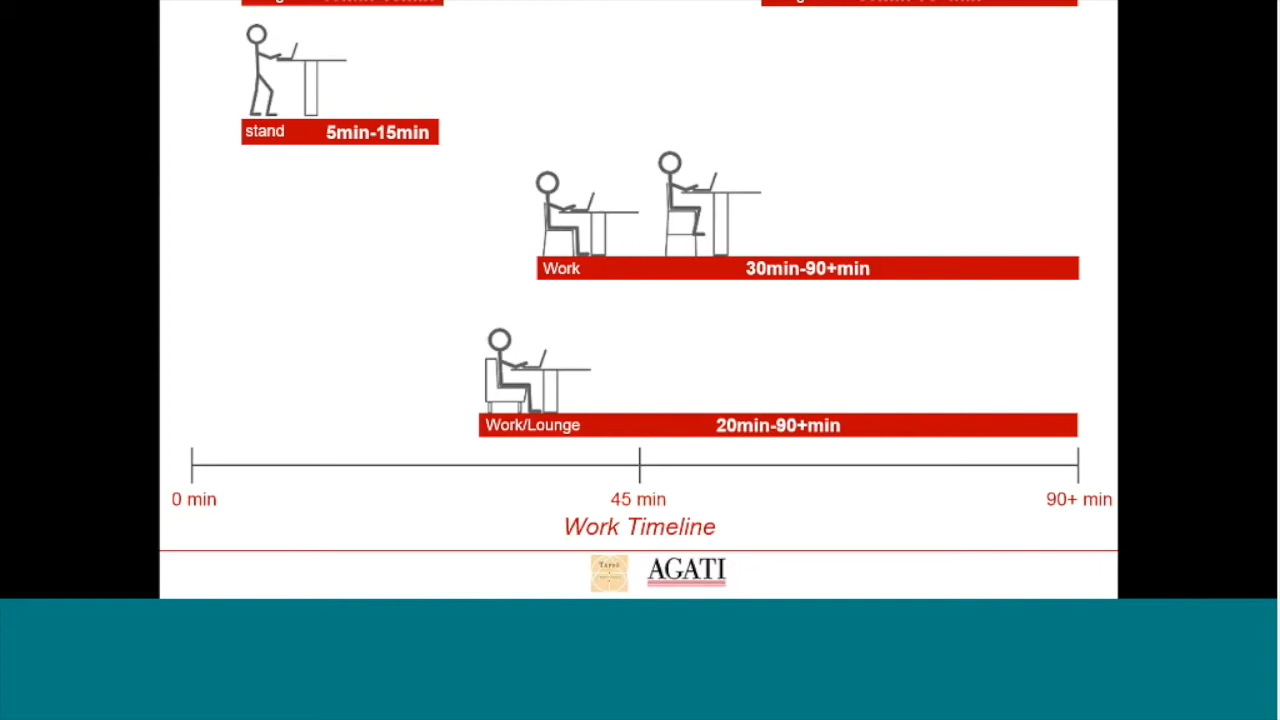 stand 5min-15min
Work 30min-90+min
Work/Lounge 20min-90+min
0 min 45 min 90+ min
Work Timeline
AGATI